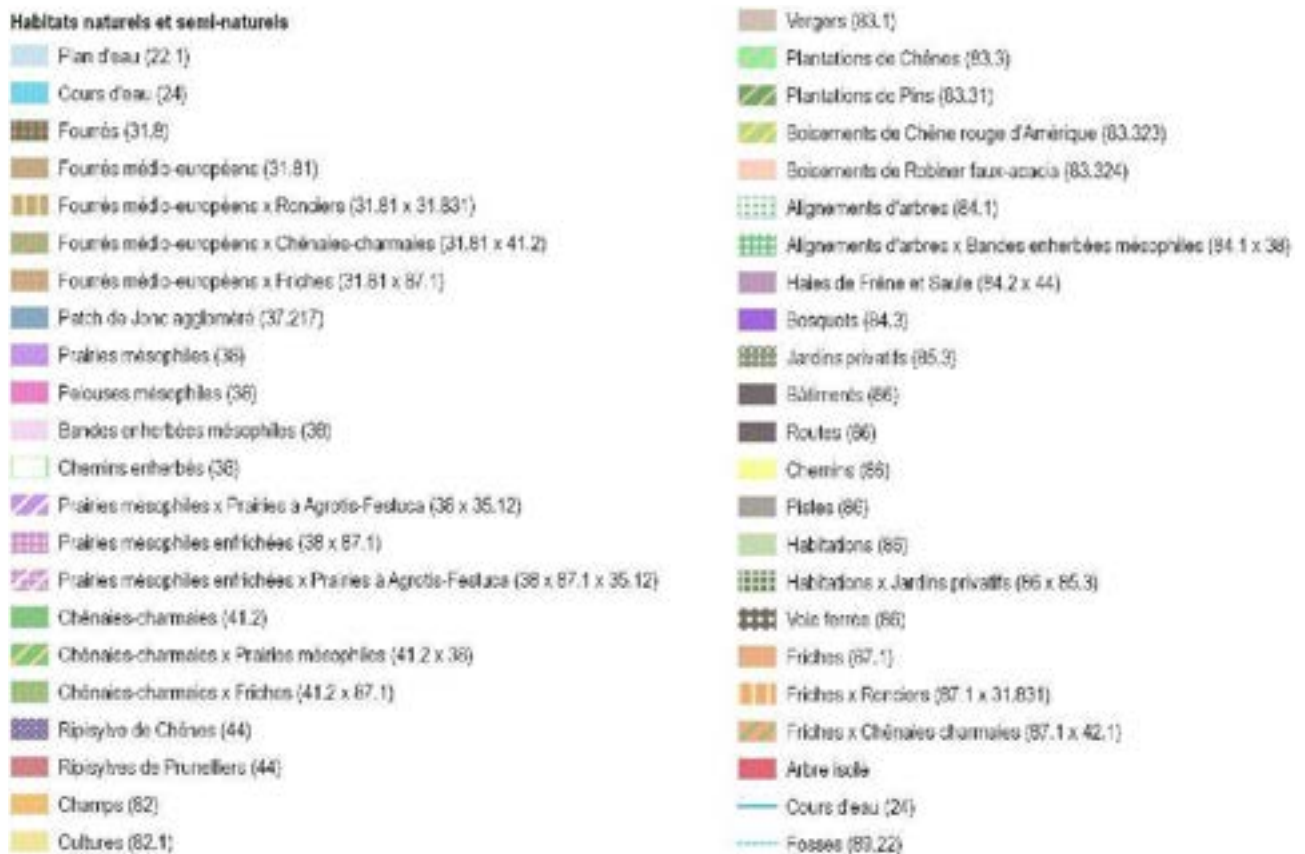 Habitats naturels et semi-naturels
Plan d'eau (22.1)
Cours d'eau (24)
Fourrés (31.8)
Fourrés médio-européens (31.81)
Fourrés médio-européens x Ronciers (31.81 x 31.831)
Fourrés médio-européens x Chênaies-charmaies (31.81 x 41.2)
Fourrés médio-européens x Friches (31.81 x 87.1)
Patch de Jonc aggloméré (37.217)
Prairies mésophiles (38)
Pelouses mésophiles (38)
Bandes enherbées mésophiles (38)
Chemins enherbés (38)
Prairies mésophiles x Prairies à Agrotis-Festuca (38 x 35.12)
Prairies mésophiles enfrichées (38 x 87.1)
Prairies mésophiles enfrichées x Prairies à Agrotis-Festuca (38 x 87.1 x 35.12)
Chênaies-charmaies (41.2)
Chênaies-charmaies x Prairies mésophiles (41.2 x 38)
Chênaies-charmaies x Friches (41.2 x 87.1)
Ripisylve de Chênes (44)
Ripisylves de Prunelliers (44)
Champs (82)
Cultures (82.1)
Vergers (83.1)
Plantations de Chênes (83.3)
Plantations de Pins (83.31)
Boisements de Chêne rouge d'Amérique (83.323)
Boisements de Robinier faux-acacia (83.324)
Alignements d'arbres (84.1)
Alignements d'arbres x Bandes enherbées mésophiles (84.1 x 38)
Haies de Frêne et Saule (84.2 x 44)
Bosquets (84.3)
Jardins privatifs (85.3)
Bâtiments (86)
Routes (86)
Chemins (86)
Pistes (86)
Habitations (86)
Habitations x Jardins privatifs (86 x 85.3)
Voie ferrée (86)
Friches (87.1)
Friches x Ronciers (87.1 x 31.831)
Friches x Chênaies-charmaies (87.1 x 42.1)
Arbre isolé
Cours d'eau (24)
Fosses (89.22)